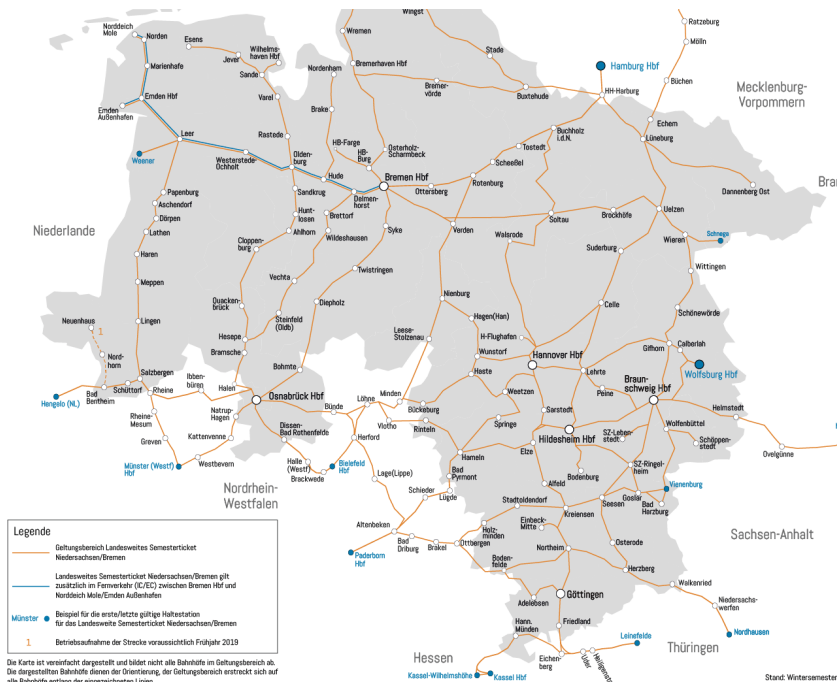 Wingst
Norddeich
Mole
Norden
Esens
Wilhelms-
haven Hbf
Wremen
Ratzeburg
Mölln
Jever
Stade
Marienhafe
Sande
Nordenham
Bremerhaven Hbf
Hamburg Hbf
Büchen
Mecklenburg-
Vorpommern
Emden Hbf
Varel
Brake
Bremer-
vörde
Buxtehude
HH-Harburg
Emden
Außenhafen
Leer
Rastede
HB-Farge
HB-
Burg
Osterholz-
Scharmbeck
Buchholz
i.d.N.
Tostedt
Echem
Lüneburg
Weener
Westerstede-
Ochholt
Olden-
burg
Hude
Bremen Hbf
Scheeßel
Rotenburg
Dannenberg Ost
Bra
Papenburg
Sandkrug
Delmen-
horst
Ottersberg
Aschendorf
Dörpen
Hunt-
losen
Brettorf
Soltau
Brockhöfe
Uelzen
Niederlande
Lathen
Ahlhorn
Wildeshausen
Syke
Verden
Walsrode
Wieren
Schnega
Haren
Cloppen-
burg
Suderburg
Wittingen
Meppen
Vechta
Twistringen
Nienburg
Celle
Schönewörde
Neuenhaus
1
Lingen
Quacken-
brück
Steinfeld
(Oldb)
Diepholz
Hagen(Han)
Leese-
Stolzenau
H-Flughafen
Calberlah
Gifhorn
Nord-
horn
Hesepe
Bramsche
Wunstorf
Hannover Hbf
Wolfsburg Hbf
Salzbergen
Ibben-
büren
Halen
Bohmte
Haste
Lehrte
Peine
Braun-
schweig Hbf
Hengelo (NL)
Bad
Bentheim
Schüttorf
Rheine
Osnabrück Hbf
Bünde
Löhne
Minden
Bückeburg
Weetzen
Sarstedt
Helmstedt
Rheine-
Mesum
Natrup-
Hagen
Dissen-
Bad Rothenfelde
Vlotho
Rinteln
Springe
Hildesheim Hbf
SZ-Leben-
stedt
Wolfenbüttel
Schöppen-
stedt
Greven
Kattenvenne
Herford
Elze
Ovelgünne
Münster (Westf)
Hbf
Westbevern
Halle
(Westf)
Brackwede
Bielefeld
Hbf
Lage(Lippe)
Hameln
Bad
Pyrmont
Alfeld
Bodenburg
SZ-Ringel-
heim
Nordrhein-
Westfalen
Schieder
Lügde
Stadtoldendorf
Kreiensen
Seesen
Goslar
Bad
Harzburg
Vienenburg
Altenbeken
Holz-
minden
Einbeck-
Mitte
Sachsen-Anhalt
Paderborn
Hbf
Bad
Driburg
Brakel
Ottbergen
Northeim
Osterode
Boden-
felde
Herzberg
Walkenried
Adelebsen
Göttingen
Niedersachs-
werfen
Hann.
Münden
Friedland
Leinefelde
Nordhausen
Thüringen
Hessen
Eichen-
berg
Uder
Heiligenst
Kassel-Wilhelmshöhe
Kassel Hbf
Legende
Geltungsbereich Landesweites Semesterticket
Niedersachsen/Bremen
Landesweites Semesterticket Niedersachsen/Bremen gilt
zusätzlich im Fernverkehr (IC/EC) zwischen Bremen Hbf und
Norddeich Mole/Emden Außenhafen
Münster
Beispiel für die erste/letzte gültige Haltestation
für das Landesweite Semesterticket Niedersachsen/Bremen
1
Betriebsaufnahme der Strecke voraussichtlich Frühjahr 2019
Die Karte ist vereinfacht dargestellt und bildet nicht alle Bahnhöfe im Geltungsbereich ab.
Die dargestellten Bahnhöfe dienen der Orientierung, der Geltungsbereich erstreckt sich auf
alle Bahnhöfe entlang der eingezeichneten Linien.
Stand: Wintersemester